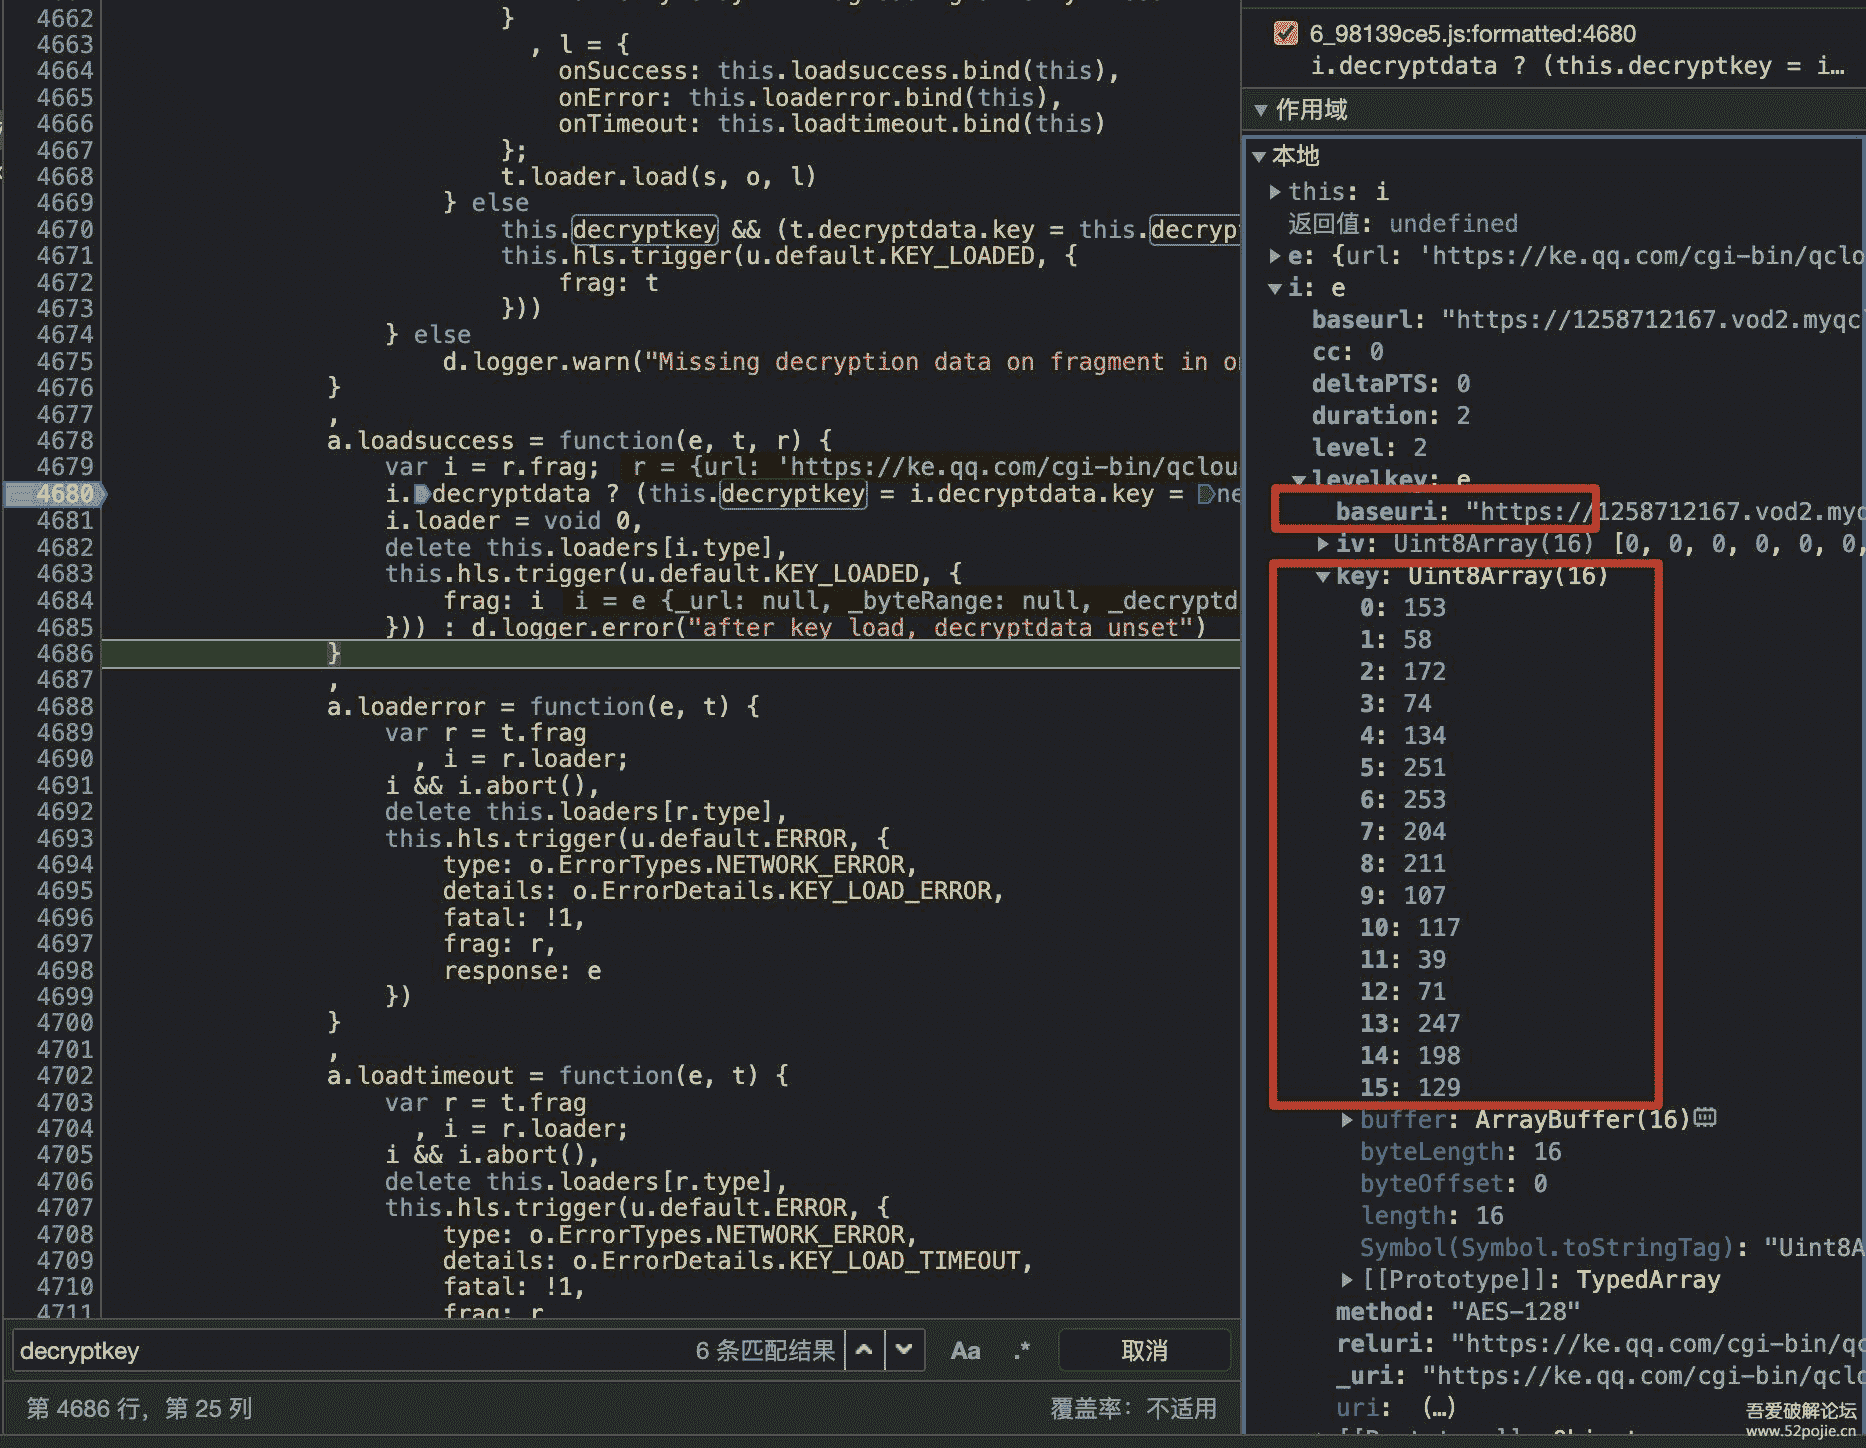 4662 }
4663 , l = {
4664 onSuccess: this.loadsuccess.bind(this),
4665 onError: this.loaderror.bind(this),
4666 onTimeout: this.loadtimeout.bind(this)
4667 };
4668 t.loader.load(s, o, l)
4669 } else
4670 this.decryptkey && (t.decryptdata.key = this.decryp
4671 this.hls.trigger(u.default.KEY_LOADED, {
4672 frag: t
4673 }))
4674 } else
4675 d.logger.warn("Missing decryption data on fragment in o
4676 }
4677 ,
4678 a.loadsuccess = function(e, t, r) {
4679 var i = r.frag; r = {url: 'https://ke.qq.com/cgi-bin/qclou
4680 i.decryptdata ? (this.decryptkey = i.decryptdata.key = ne
4681 i.loader = void 0,
4682 delete this.loaders[i.type],
4683 this.hls.trigger(u.default.KEY_LOADED, {
4684 frag: i i = e {_url: null, _byteRange: null, _decryptd
4685 })) : d.logger.error("after key load, decryptdata unset")
4686 }
4687 ,
4688 a.loaderror = function(e, t) {
4689 var r = t.frag
4690 , i = r.loader;
4691 i && i.abort(),
4692 delete this.loaders[r.type],
4693 this.hls.trigger(u.default.ERROR, {
4694 type: o.ErrorTypes.NETWORK_ERROR,
4695 details: o.ErrorDetails.KEY_LOAD_ERROR,
4696 fatal: !1,
4697 frag: r,
4698 response: e
4699 })
4700 }
4701 ,
4702 a.loadtimeout = function(e, t) {
4703 var r = t.frag
4704 , i = r.loader;
4705 i && i.abort(),
4706 delete this.loaders[r.type],
4707 this.hls.trigger(u.default.ERROR, {
4708 type: o.ErrorTypes.NETWORK_ERROR,
4709 details: o.ErrorDetails.KEY_LOAD_TIMEOUT,
4710 fatal: !1,
4711 frag: r
decryptkey 6 条匹配结果 Aa .* 取消
第 4686 行，第 25 列 覆盖率：不适用
6_98139ce5.js:formatted:4680
i.decryptdata ? (this.decryptkey = i…
作用域
本地
this: i
返回值: undefined
e: {url: 'https://ke.qq.com/cgi-bin/qclo
i: e
baseurl: "https://1258712167.vod2.myqc
cc: 0
deltaPTS: 0
duration: 2
level: 2
levelkey: e
baseuri: "https://1258712167.vod2.myq
iv: Uint8Array(16) [0, 0, 0, 0, 0, 0,
key: Uint8Array(16)
0: 153
1: 58
2: 172
3: 74
4: 134
5: 251
6: 253
7: 204
8: 211
9: 107
10: 117
11: 39
12: 71
13: 247
14: 198
15: 129
buffer: ArrayBuffer(16)
byteLength: 16
byteOffset: 0
length: 16
Symbol(Symbol.toStringTag): "Uint8A
[[Prototype]]: TypedArray
method: "AES-128"
reluri: "https://ke.qq.com/cgi-bin/qc
_uri: "https://ke.qq.com/cgi-bin/qclo
uri: (…)
吾爱破解论坛
www.52pojie.cn